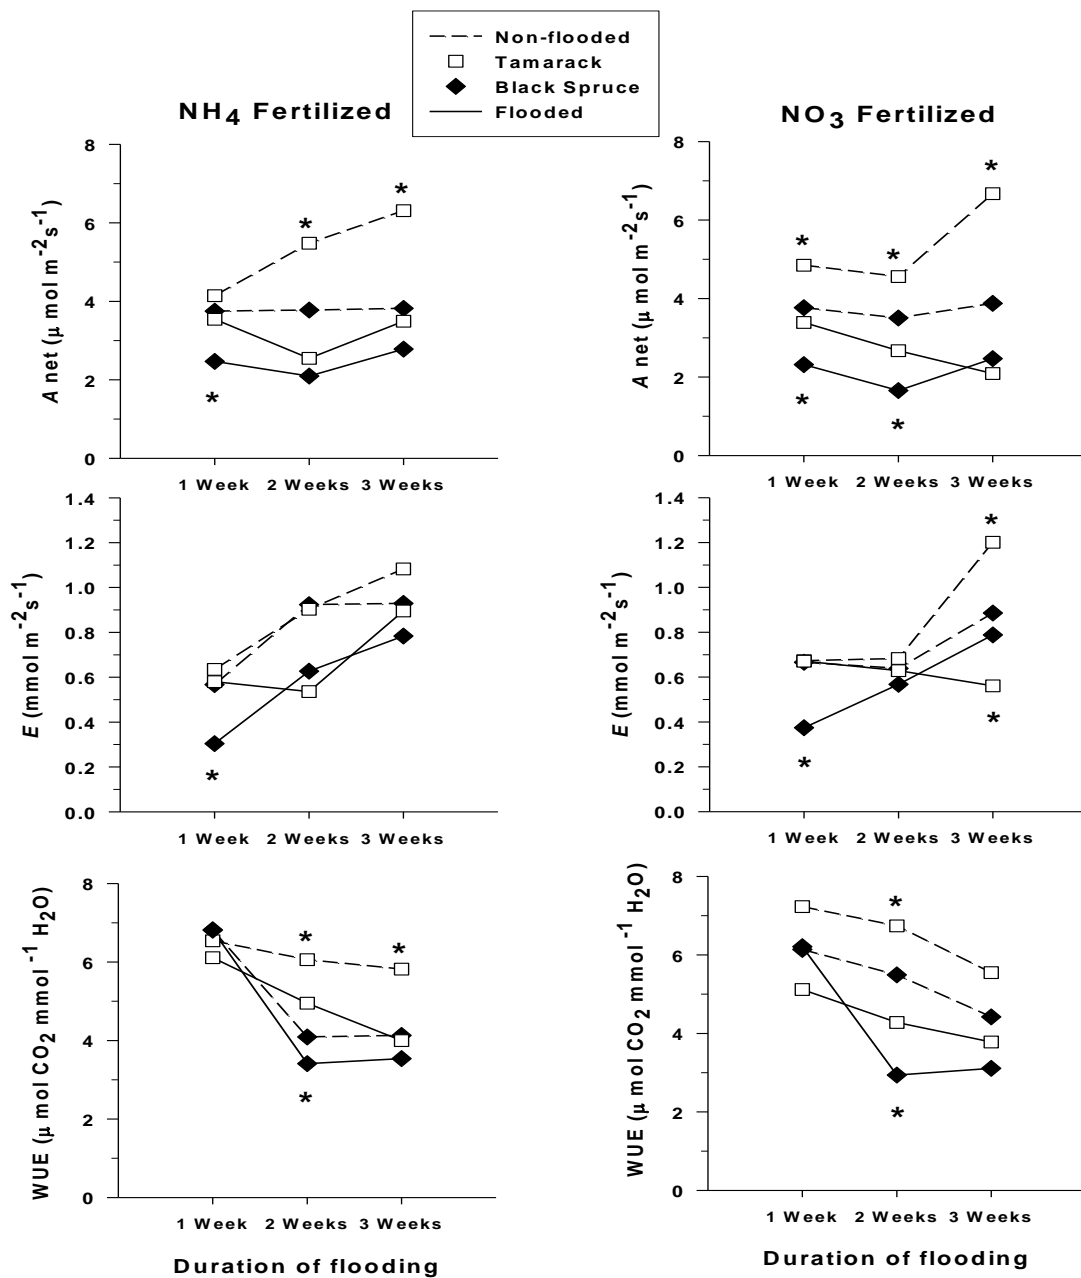 Non-flooded
Tamarack
Black Spruce
Flooded
NH4 Fertilized
NO3 Fertilized
A net (μ mol m-2s-1)
8
6
4
2
0
*
*
*
1 Week 2 Weeks 3 Weeks
A net (μ mol m-2s-1)
8
6
4
2
0
*
*
*
*
*
1 Week 2 Weeks 3 Weeks
E (mmol m-2s-1)
1.4
1.2
1.0
0.8
0.6
0.4
0.2
0.0
*
1 Week 2 Weeks 3 Weeks
E (mmol m-2s-1)
1.4
1.2
1.0
0.8
0.6
0.4
0.2
0.0
*
*
*
1 Week 2 Weeks 3 Weeks
WUE (μ mol CO2 mmol-1 H2O)
8
6
4
2
0
*
*
*
1 Week 2 Weeks 3 Weeks
Duration of flooding
WUE (μ mol CO2 mmol-1 H2O)
8
6
4
2
0
*
*
1 Week 2 Weeks 3 Weeks
Duration of flooding